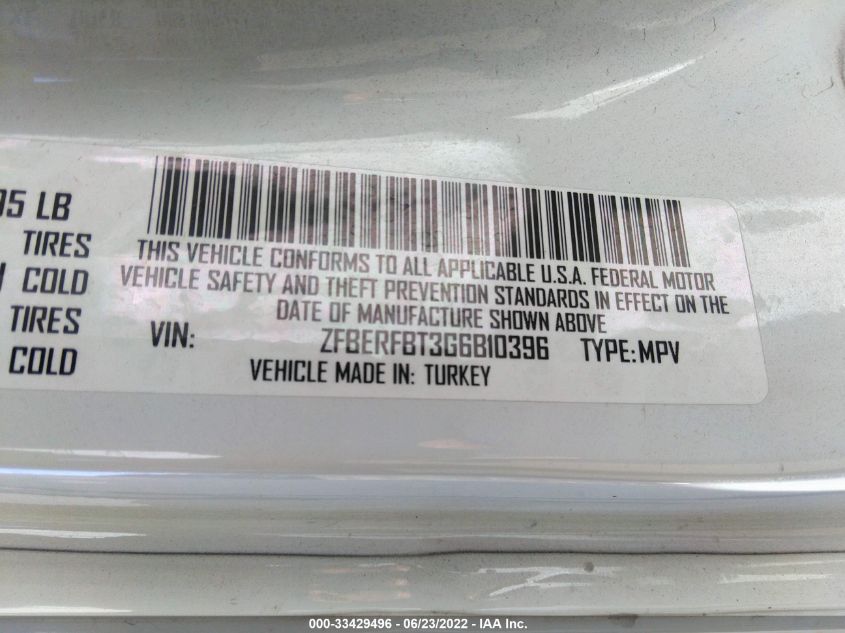 05 LB
TIRES
COLD
TIRES
COLD
THIS VEHICLE CONFORMS TO ALL APPLICABLE U.S.A. FEDERAL MOTOR
VEHICLE SAFETY AND THEFT PREVENTION STANDARDS IN EFFECT ON THE
DATE OF MANUFACTURE SHOWN ABOVE
VIN: ZFBERFBT3G6B10396 TYPE: MPV
VEHICLE MADE IN: TURKEY
000-33429496 - 06/23/2022 - IAA Inc.